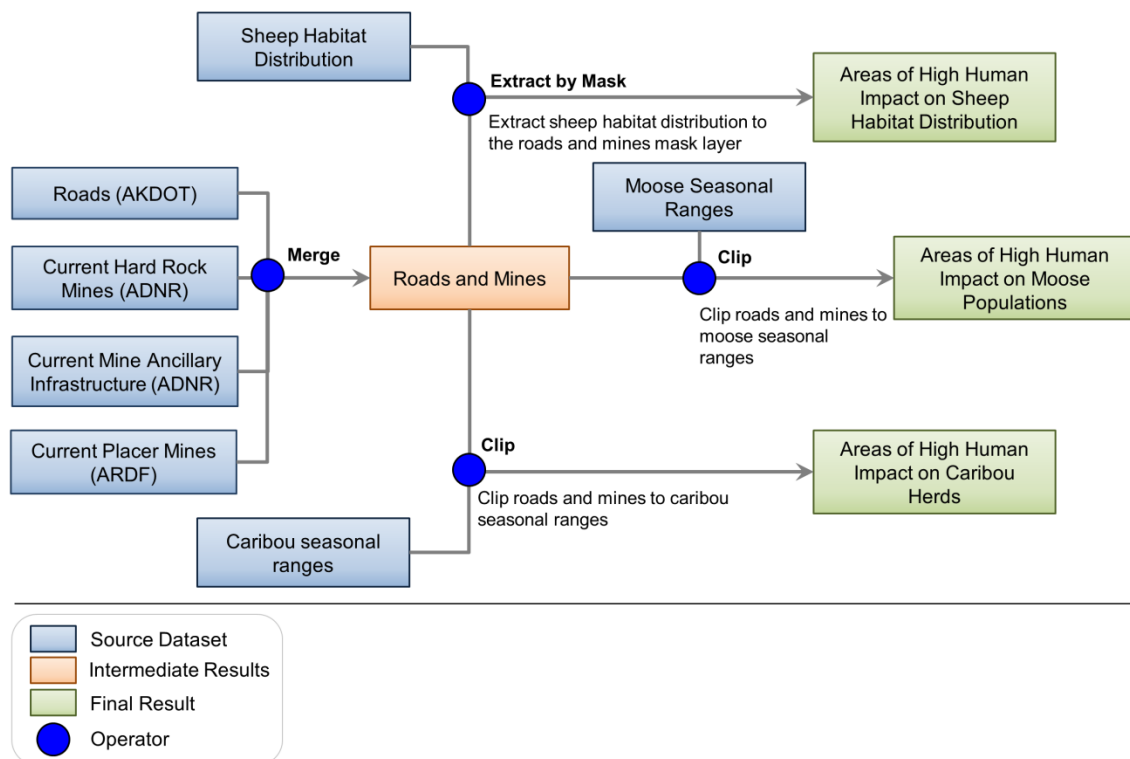 Sheep Habitat
Distribution
Extract by Mask
Extract sheep habitat distribution to
the roads and mines mask layer
Areas of High Human
Impact on Sheep
Habitat Distribution
Roads (AKDOT)
Current Hard Rock
Mines (ADNR)
Current Mine Ancillary
Infrastructure (ADNR)
Current Placer Mines
(ARDF)
Merge
Roads and Mines
Moose Seasonal
Ranges
Clip
Clip roads and mines to
moose seasonal
ranges
Areas of High Human
Impact on Moose
Populations
Clip
Clip roads and mines to caribou
seasonal ranges
Areas of High Human
Impact on Caribou
Herds
Caribou seasonal
ranges
Source Dataset
Intermediate Results
Final Result
Operator